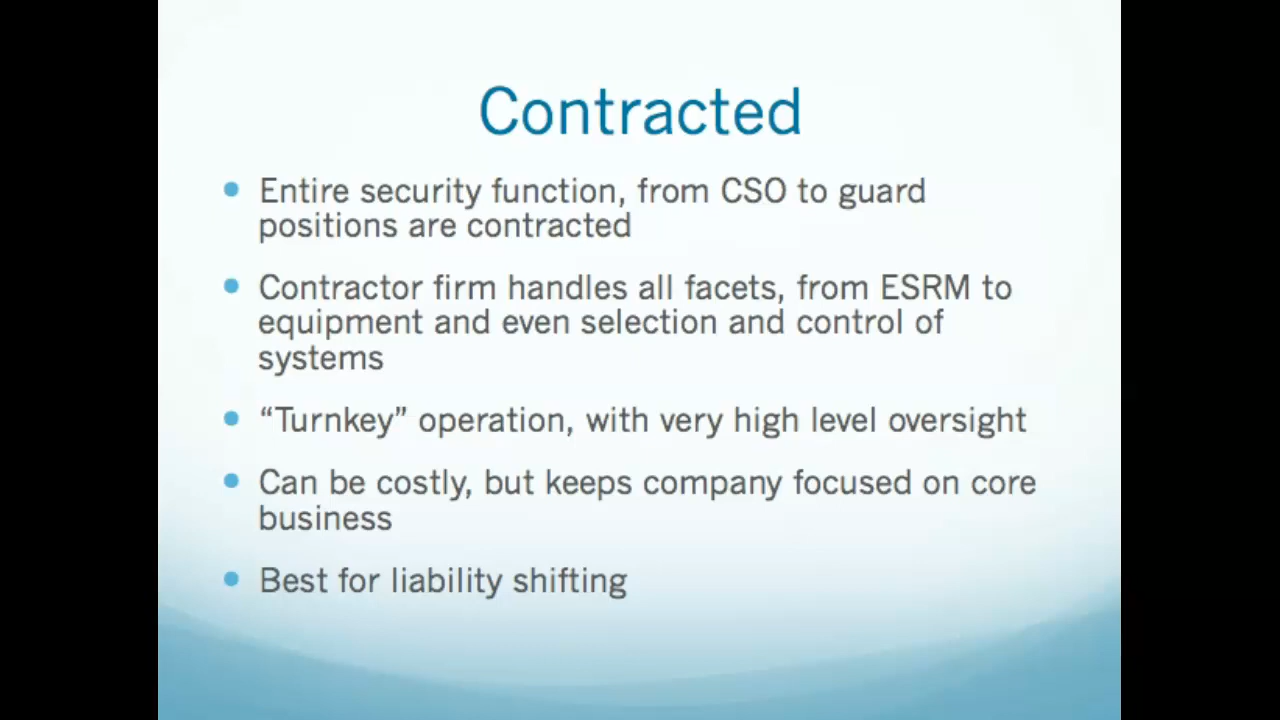 Contracted
Entire security function, from CSO to guard
positions are contracted
Contractor firm handles all facets, from ESRM to
equipment and even selection and control of
systems
“Turnkey” operation, with very high level oversight
Can be costly, but keeps company focused on core
business
Best for liability shifting